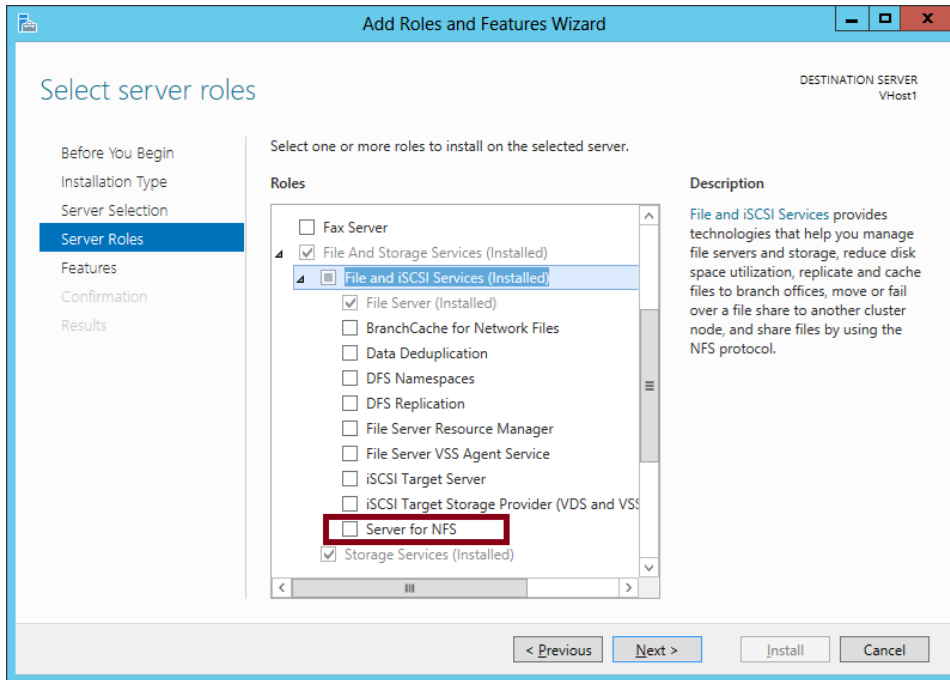 Add Roles and Features Wizard
Select server roles
DESTINATION SERVER
VHost1
Before You Begin
Installation Type
Server Selection
Server Roles
Features
Confirmation
Results
Select one or more roles to install on the selected server.
Roles
Fax Server
File And Storage Services (Installed)
File and iSCSI Services (Installed)
File Server (Installed)
BranchCache for Network Files
Data Deduplication
DFS Namespaces
DFS Replication
File Server Resource Manager
File Server VSS Agent Service
iSCSI Target Server
iSCSI Target Storage Provider (VDS and VSS
Server for NFS
Storage Services (Installed)
Description
File and iSCSI Services provides
technologies that help you manage
file servers and storage, reduce disk
space utilization, replicate and cache
files to branch offices, move or fail
over a file share to another cluster
node, and share files by using the
NFS protocol.
< Previous
Next >
Install
Cancel